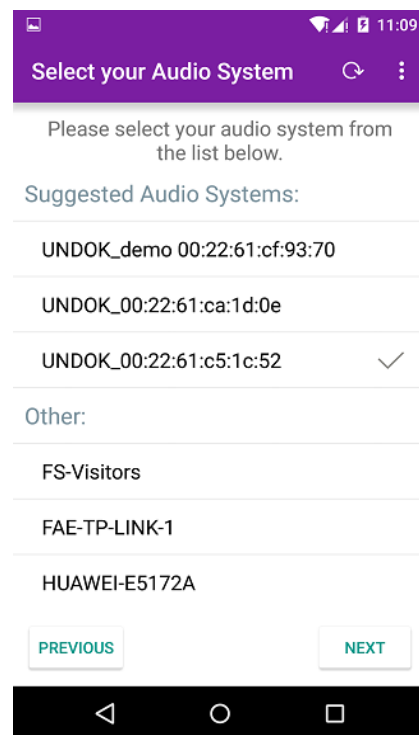 11:09
Select your Audio System
Please select your audio system from
the list below.
Suggested Audio Systems:
UNDOK_demo 00:22:61:cf:93:70
UNDOK_00:22:61:ca:1d:0e
UNDOK_00:22:61:c5:1c:52
Other:
FS-Visitors
FAE-TP-LINK-1
HUAWEI-E5172A
PREVIOUS
NEXT